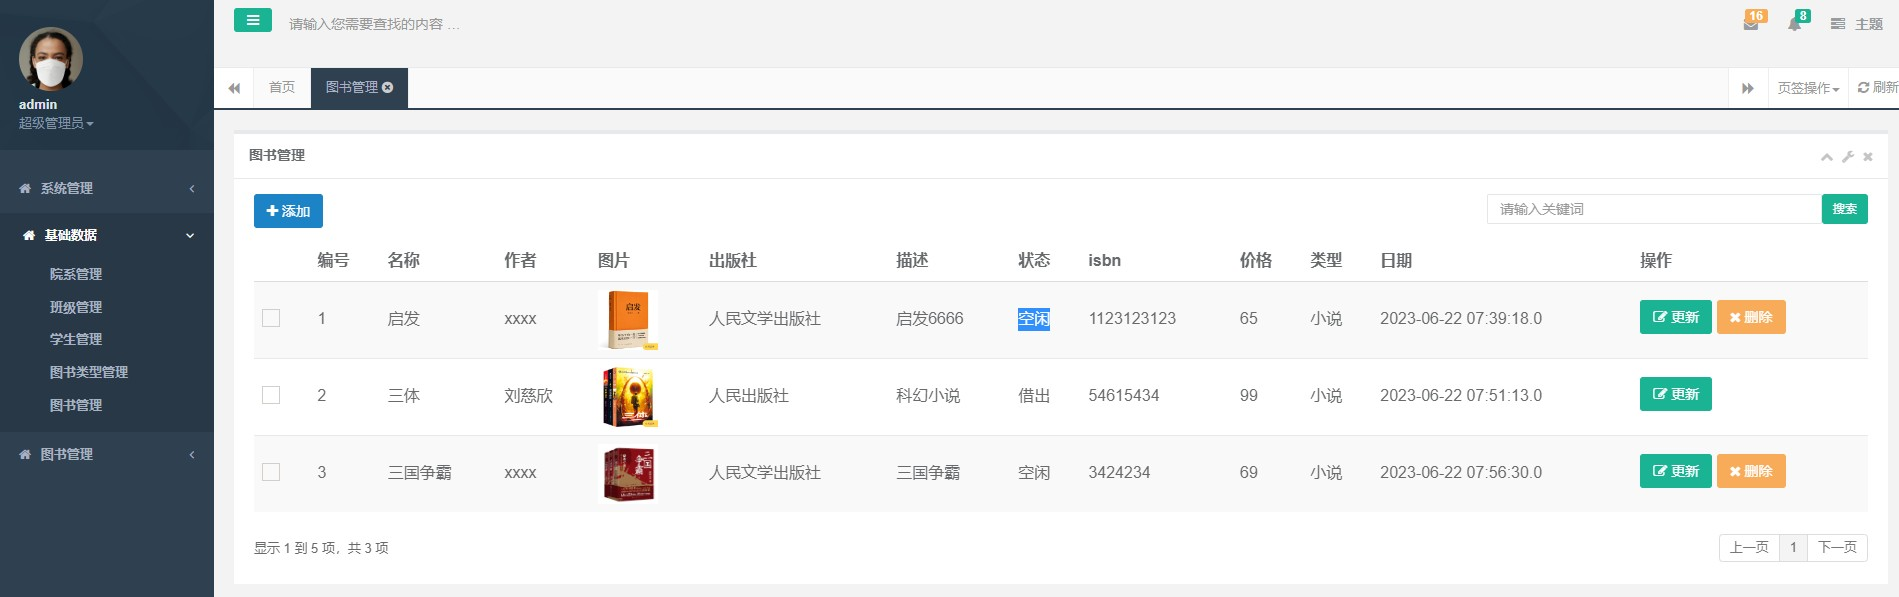 请输入您需要查找的内容 …
16
8
主题
admin
超级管理员
首页
图书管理
页签操作
刷新
系统管理
基础数据
院系管理
班级管理
学生管理
图书类型管理
图书管理
图书管理
图书管理
添加
请输入关键词
搜索
编号 名称 作者 图片 出版社 描述 状态 isbn 价格 类型 日期 操作
1 启发 xxxx 启发 人民文学出版社 启发6666 空闲 1123123123 65 小说 2023-06-22 07:39:18.0 更新 删除
2 三体 刘慈欣 三体 人民出版社 科幻小说 借出 54615434 99 小说 2023-06-22 07:51:13.0 更新
3 三国争霸 xxxx 三国争霸 人民文学出版社 三国争霸 空闲 3424234 69 小说 2023-06-22 07:56:30.0 更新 删除
显示 1 到 5 项，共 3 项
上一页 1 下一页